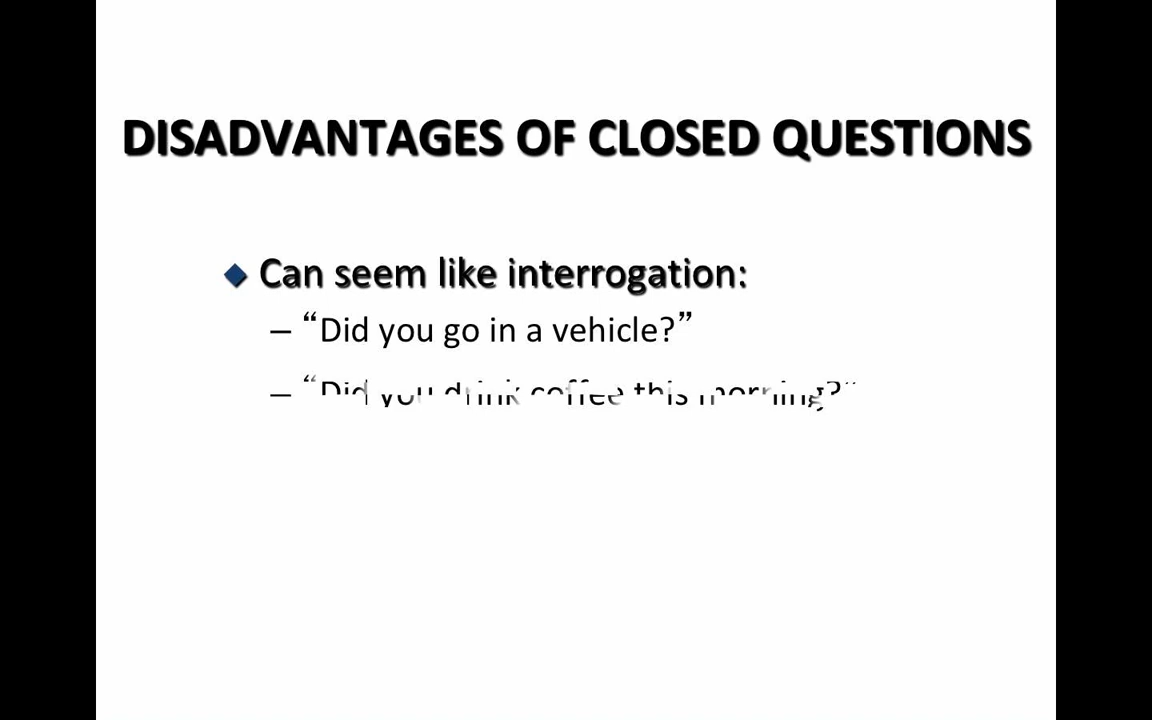 DISADVANTAGES OF CLOSED QUESTIONS
Can seem like interrogation:
– “Did you go in a vehicle?”
– “Did you drink coffee this morning?”